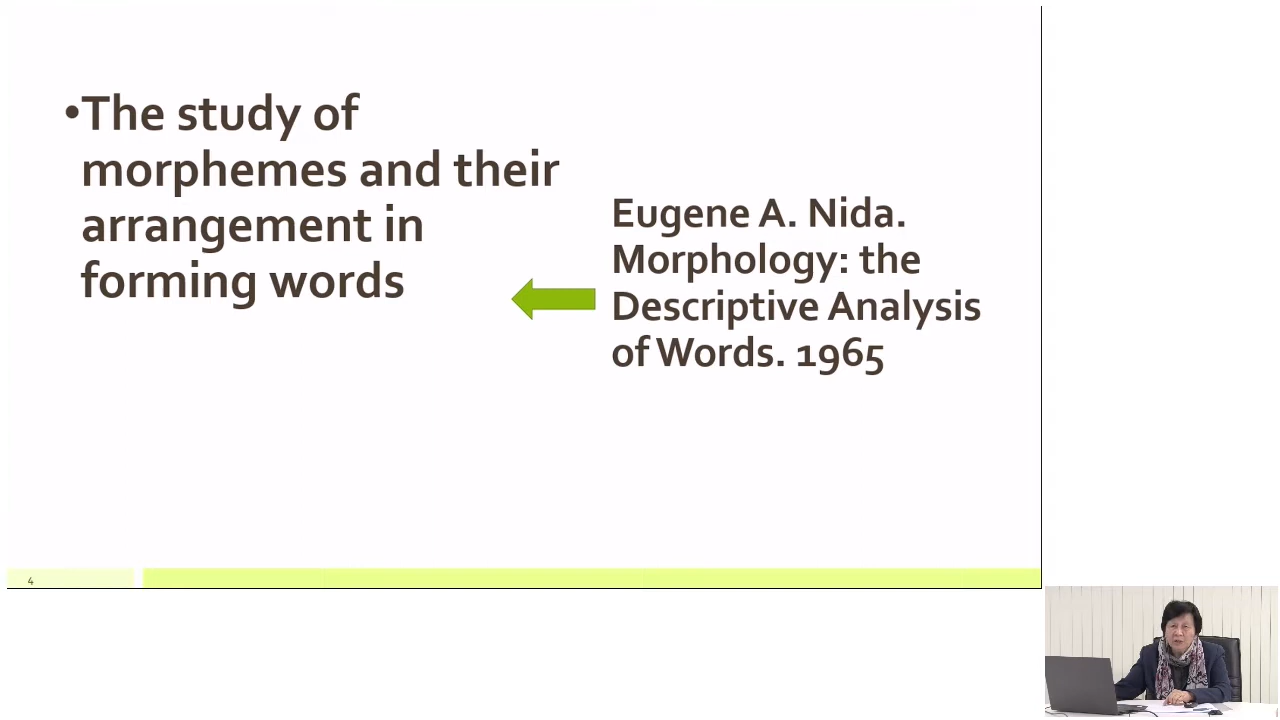 •The study of
morphemes and their
arrangement in
forming words
Eugene A. Nida.
Morphology: the
Descriptive Analysis
of Words. 1965
4